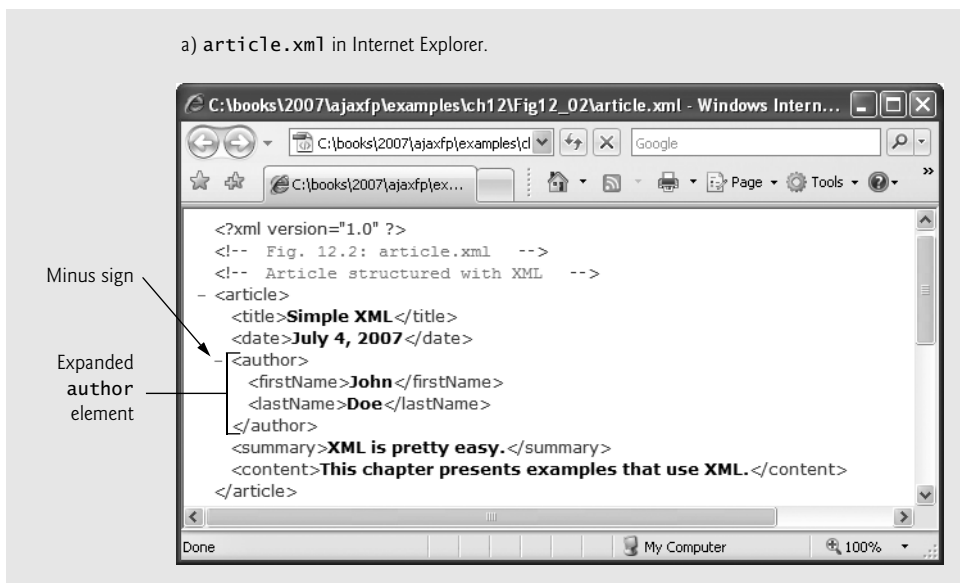 a) article.xml in Internet Explorer.
C:\books\2007\ajaxfp\examples\ch12\Fig12_02\article.xml - Windows Intern...
C:\books\2007\ajaxfp\examples\cl
Google
C:\books\2007\ajaxfp\ex...
Page
Tools
»
<?xml version="1.0" ?>
<!-- Fig. 12.2: article.xml -->
<!-- Article structured with XML -->
Minus sign
– <article>
<title>Simple XML</title>
<date>July 4, 2007</date>
– <author>
Expanded
author
element
<firstName>John</firstName>
<lastName>Doe</lastName>
</author>
<summary>XML is pretty easy.</summary>
<content>This chapter presents examples that use XML.</content>
</article>
Done
My Computer
100%